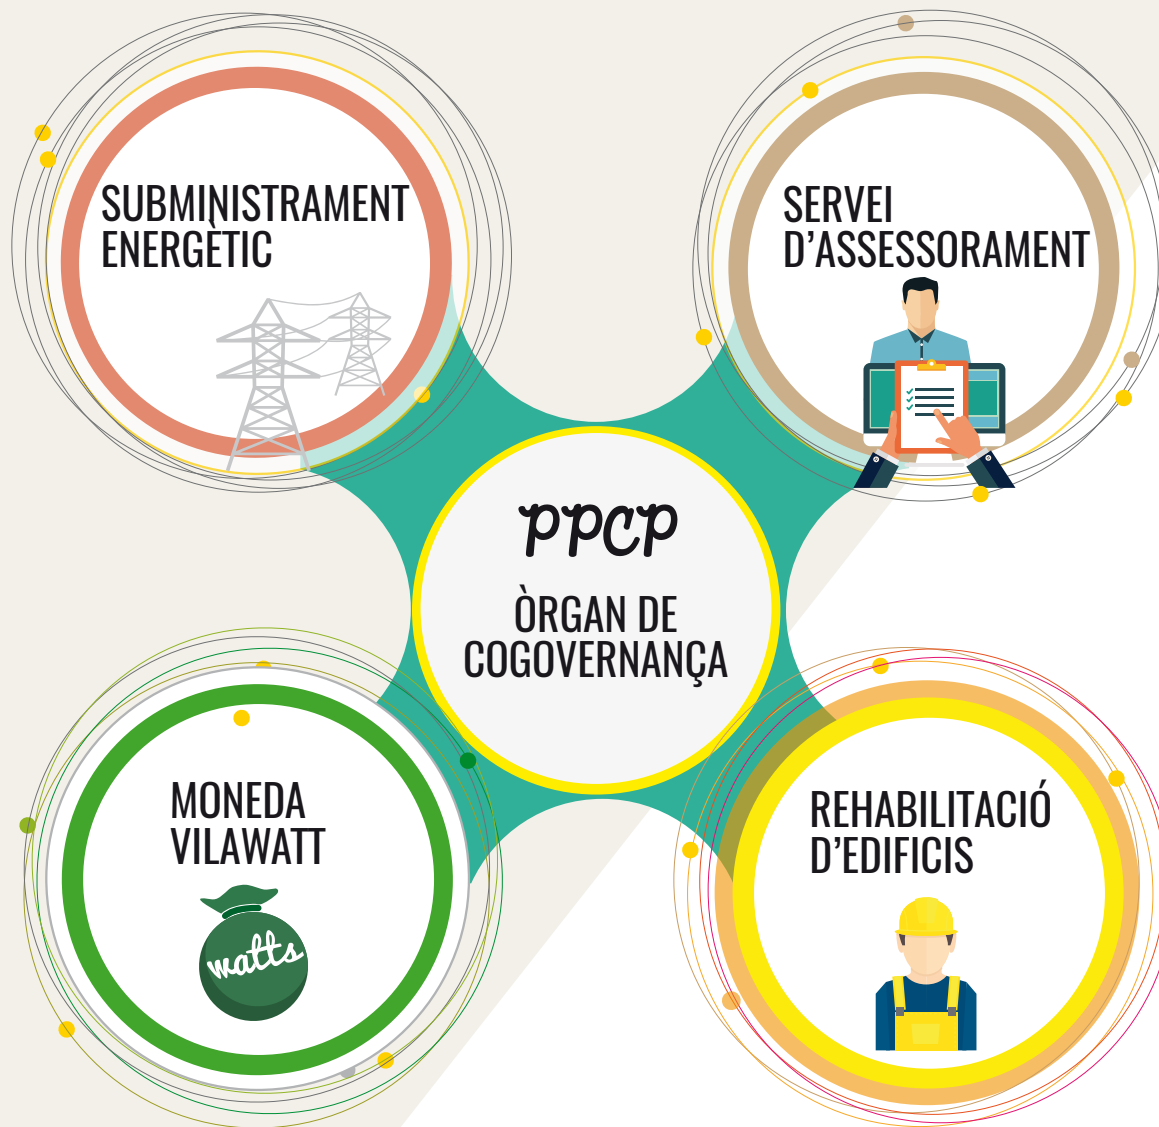 SUBMINISTRAMENT
ENERGÈTIC
SERVEI
D'ASSESSORAMENT
ppcp
ÒRGAN DE
COGOVERNANÇA
MONEDA
VILAWATT
watts
REHABILITACIÓ
D'EDIFICIS